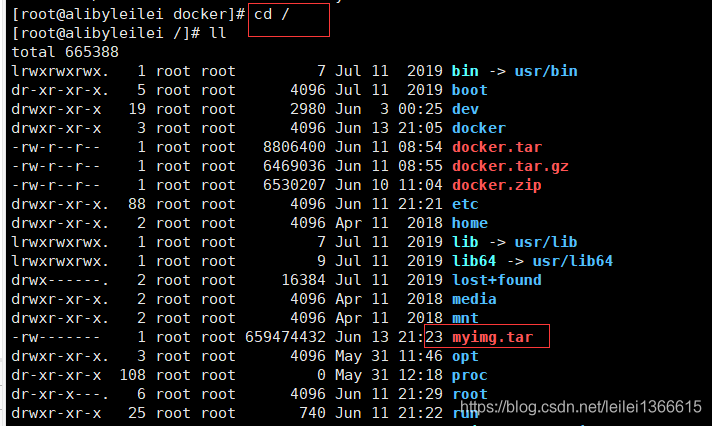 [root@alibyleilei docker]# cd /
[root@alibyleilei /]# ll
total 665388
lrwxrwxrwx.   1 root root         7 Jul 11  2019 bin -> usr/bin
dr-xr-xr-x.   5 root root      4096 Jul 11  2019 boot
drwxr-xr-x   19 root root      2980 Jun  3 00:25 dev
drwxr-xr-x    3 root root      4096 Jun 13 21:05 docker
-rw-r--r--    1 root root   8806400 Jun 11 08:54 docker.tar
-rw-r--r--    1 root root   6469036 Jun 11 08:55 docker.tar.gz
-rw-r--r--    1 root root   6530207 Jun 10 11:04 docker.zip
drwxr-xr-x.  88 root root      4096 Jun 11 21:21 etc
drwxr-xr-x.   2 root root      4096 Apr 11  2018 home
lrwxrwxrwx.   1 root root         7 Jul 11  2019 lib -> usr/lib
lrwxrwxrwx.   1 root root         9 Jul 11  2019 lib64 -> usr/lib64
drwx------.   2 root root     16384 Jul 11  2019 lost+found
drwxr-xr-x.   2 root root      4096 Apr 11  2018 media
drwxr-xr-x.   2 root root      4096 Apr 11  2018 mnt
-rw-------    1 root root 659474432 Jun 13 21:23 myimg.tar
drwxr-xr-x.   3 root root      4096 May 31 11:46 opt
dr-xr-xr-x  108 root root         0 May 31 12:18 proc
dr-xr-x---.   6 root root      4096 Jun 11 21:29 root
drwxr-xr-x   25 root root       740 Jun 11 21:22 run
https://blog.csdn.net/leilei1366615